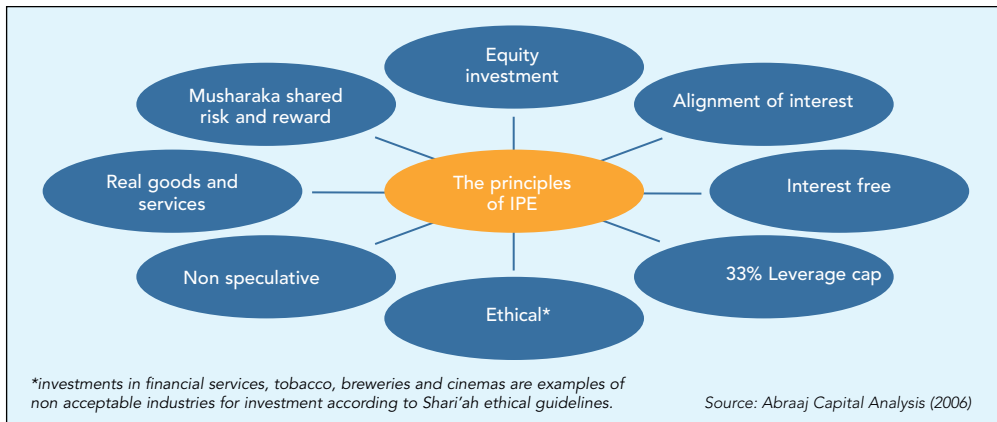 Equity
investment
Musharaka shared
risk and reward
Alignment of interest
Real goods and
services
The principles
of IPE
Interest free
Non speculative
33% Leverage cap
Ethical*
*investments in financial services, tobacco, breweries and cinemas are examples of
non acceptable industries for investment according to Shari'ah ethical guidelines.
Source: Abraaj Capital Analysis (2006)